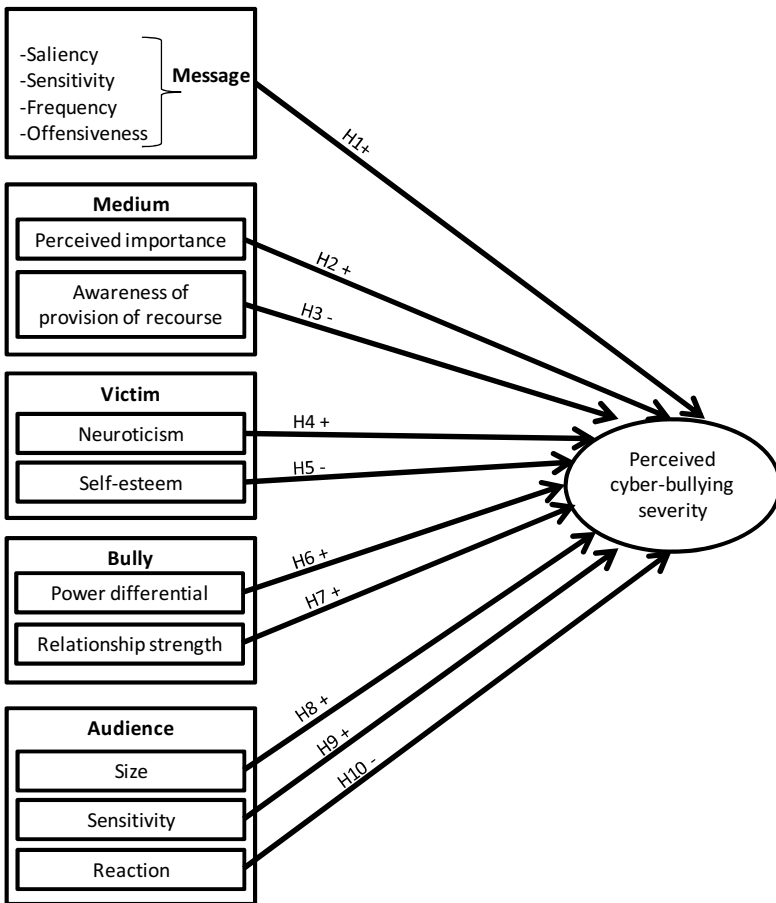 -Saliency
-Sensitivity
-Frequency
-Offensiveness
Message
H1+
Medium
Perceived importance
H2 +
Awareness of
provision of recourse
H3 -
Victim
Neuroticism
H4 +
Self-esteem
H5 -
Perceived
cyber-bullying
severity
Bully
Power differential
H6 +
Relationship strength
H7 +
Audience
Size
H8 +
Sensitivity
H9 +
Reaction
H10 -